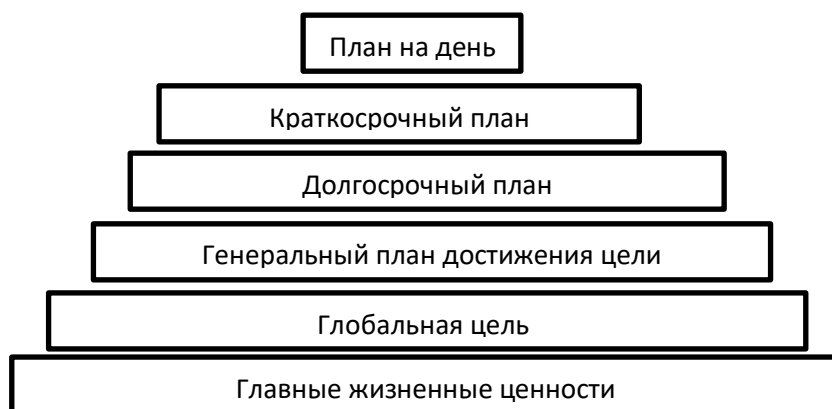 План на день
Краткосрочный план
Долгосрочный план
Генеральный план достижения цели
Глобальная цель
Главные жизненные ценности